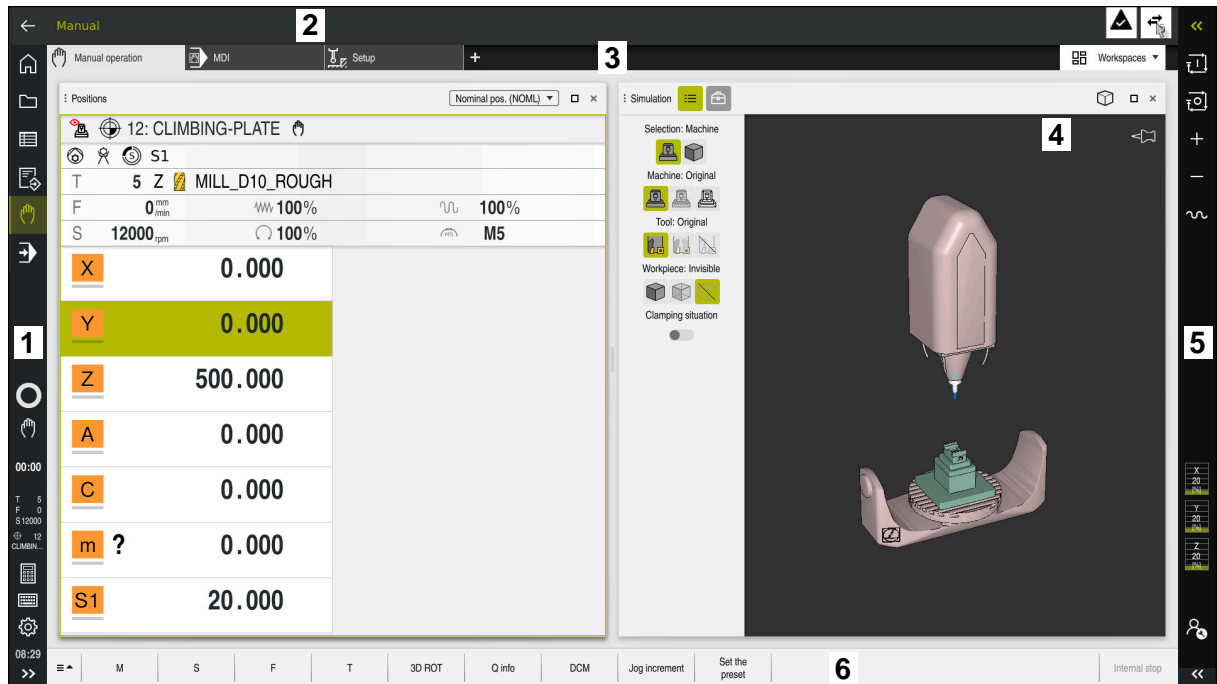 Manual
2
Manual operation
MDI
Setup
+
3
Workspaces
Positions
Nominal pos. (NOML)
12: CLIMBING-PLATE
S1
T 5 Z MILL_D10_ROUGH
F 0 mm/min 100% 100%
S 12000 rpm 100% M5
X 0.000
Y 0.000
Z 500.000
A 0.000
C 0.000
m ? 0.000
S1 20.000
Simulation
Selection: Machine
Machine: Original
Tool: Original
Workpiece: Invisible
Clamping situation
4
1
00:00
T 5
F 0
S 12000
12
CLIMBIN...
08:29
5
X
20
[%]
Y
20
[%]
Z
20
[%]
M
S
F
T
3D ROT
Q info
DCM
Jog increment
Set the
preset
6
Internal stop